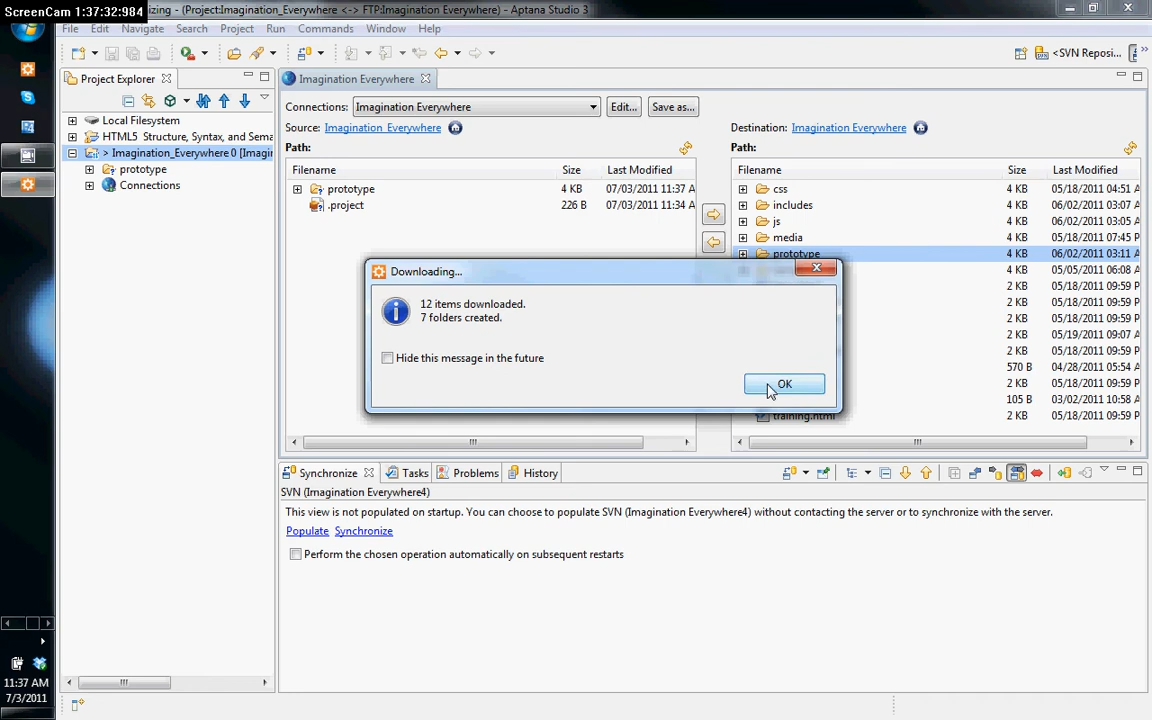 ScreenCam 1:37:32:984
izing - (Project:Imagination_Everywhere <-> FTP:Imagination Everywhere) - Aptana Studio 3
File Edit Navigate Search Project Run Commands Window Help
<SVN Reposi...
Project Explorer
Local Filesystem
HTML5 Structure, Syntax, and Sema
> Imagination_Everywhere 0 [Imagin
prototype
Connections
Imagination Everywhere
Connections: Imagination Everywhere Edit... Save as...
Source: Imagination_Everywhere
Path:
Filename Size Last Modified
prototype 4 KB 07/03/2011 11:37 A
.project 226 B 07/03/2011 11:34 A
Destination: Imagination Everywhere
Path:
Filename Size Last Modified
css 4 KB 05/18/2011 04:51 A
includes 4 KB 06/02/2011 03:07 A
js 4 KB 06/02/2011 03:05 A
media 4 KB 05/18/2011 07:45 P
prototype 4 KB 06/02/2011 03:11 A
4 KB 05/05/2011 06:08 A
2 KB 05/18/2011 09:59 P
2 KB 05/18/2011 09:59 P
2 KB 05/18/2011 09:59 P
2 KB 05/19/2011 09:07 A
2 KB 05/18/2011 09:59 P
570 B 04/28/2011 05:54 A
2 KB 05/18/2011 09:59 P
105 B 03/02/2011 10:58 A
training.html 2 KB 05/18/2011 09:59 P
Downloading...
12 items downloaded.
7 folders created.
Hide this message in the future
OK
Synchronize Tasks Problems History
SVN (Imagination Everywhere4)
This view is not populated on startup. You can choose to populate SVN (Imagination Everywhere4) without contacting the server or to synchronize with the server.
Populate Synchronize
Perform the chosen operation automatically on subsequent restarts
11:37 AM
7/3/2011